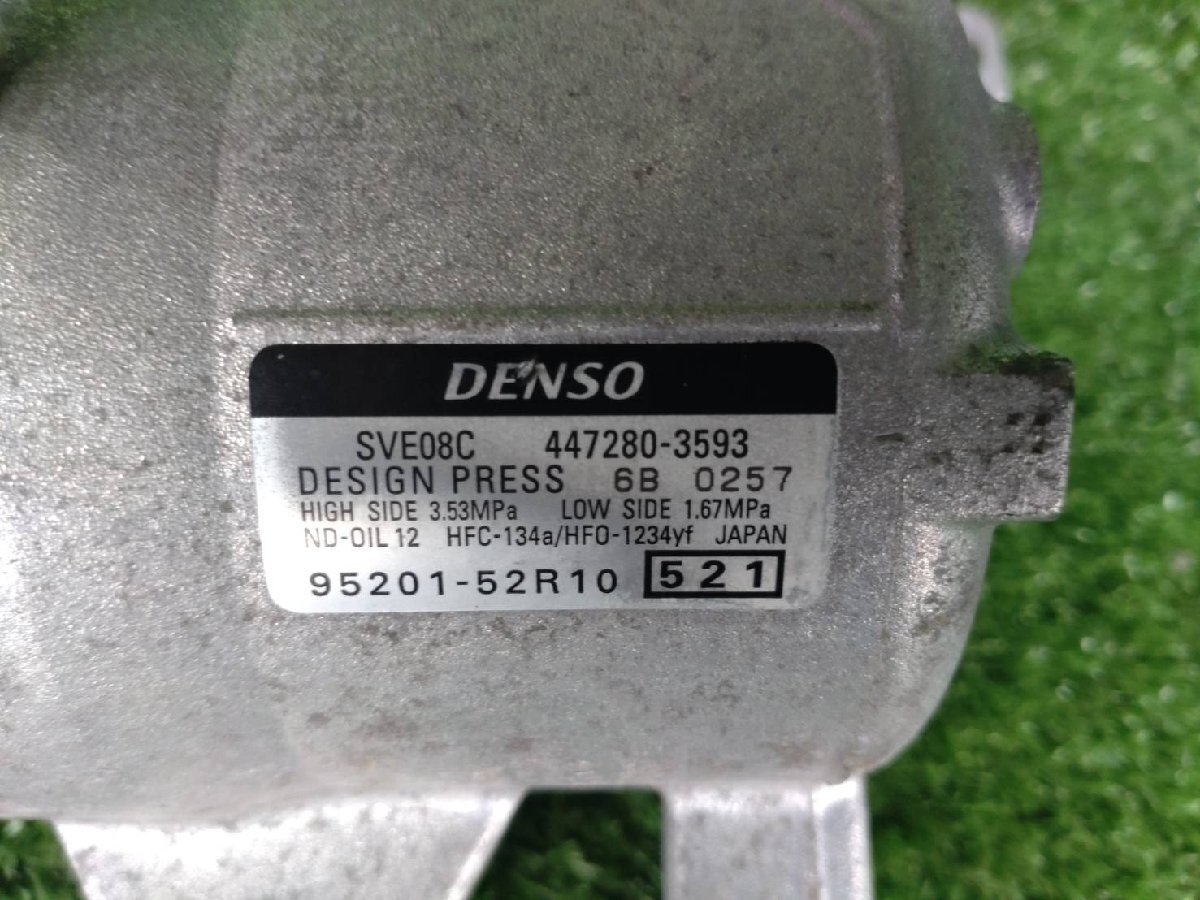 DENSO
SVE08C 447280-3593
DESIGN PRESS 6B 0257
HIGH SIDE 3.53MPa LOW SIDE 1.67MPa
ND-OIL 12 HFC-134a/HFO-1234yf JAPAN
95201-52R10 521